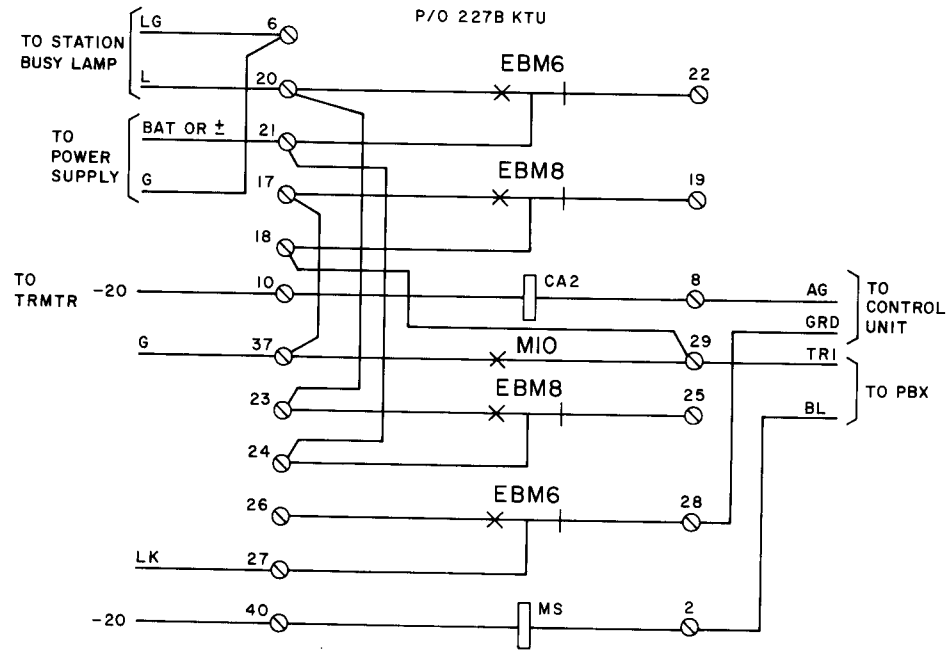 P/O 227B KTU
LG
6
TO STATION
BUSY LAMP
L
20
EBM6
22
BAT OR ±
21
TO
POWER
SUPPLY
G
17
EBM8
19
18
TO
TRMTR
-20
10
CA2
8
AG
TO
CONTROL
UNIT
GRD
G
37
M10
29
TR1
TO PBX
23
EBM8
25
BL
24
26
EBM6
28
LK
27
-20
40
MS
2